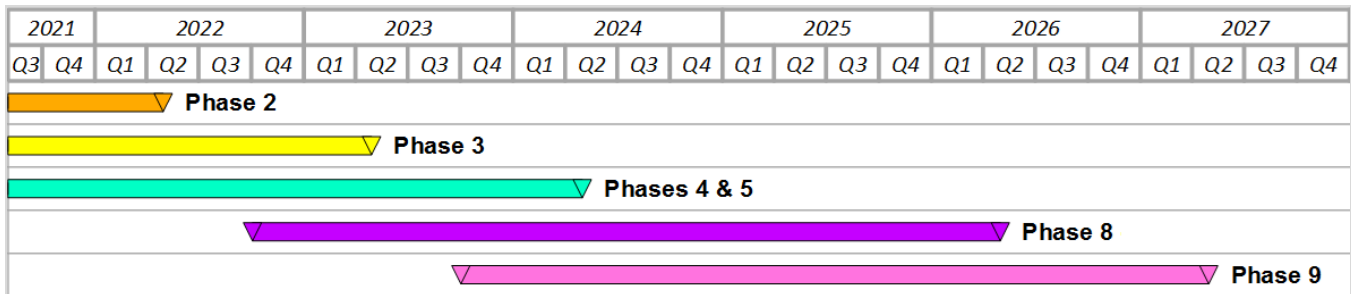 2021 2022 2023 2024 2025 2026 2027
Q3 Q4 Q1 Q2 Q3 Q4 Q1 Q2 Q3 Q4 Q1 Q2 Q3 Q4 Q1 Q2 Q3 Q4 Q1 Q2 Q3 Q4 Q1 Q2 Q3 Q4
Phase 2
Phase 3
Phases 4 & 5
Phase 8
Phase 9